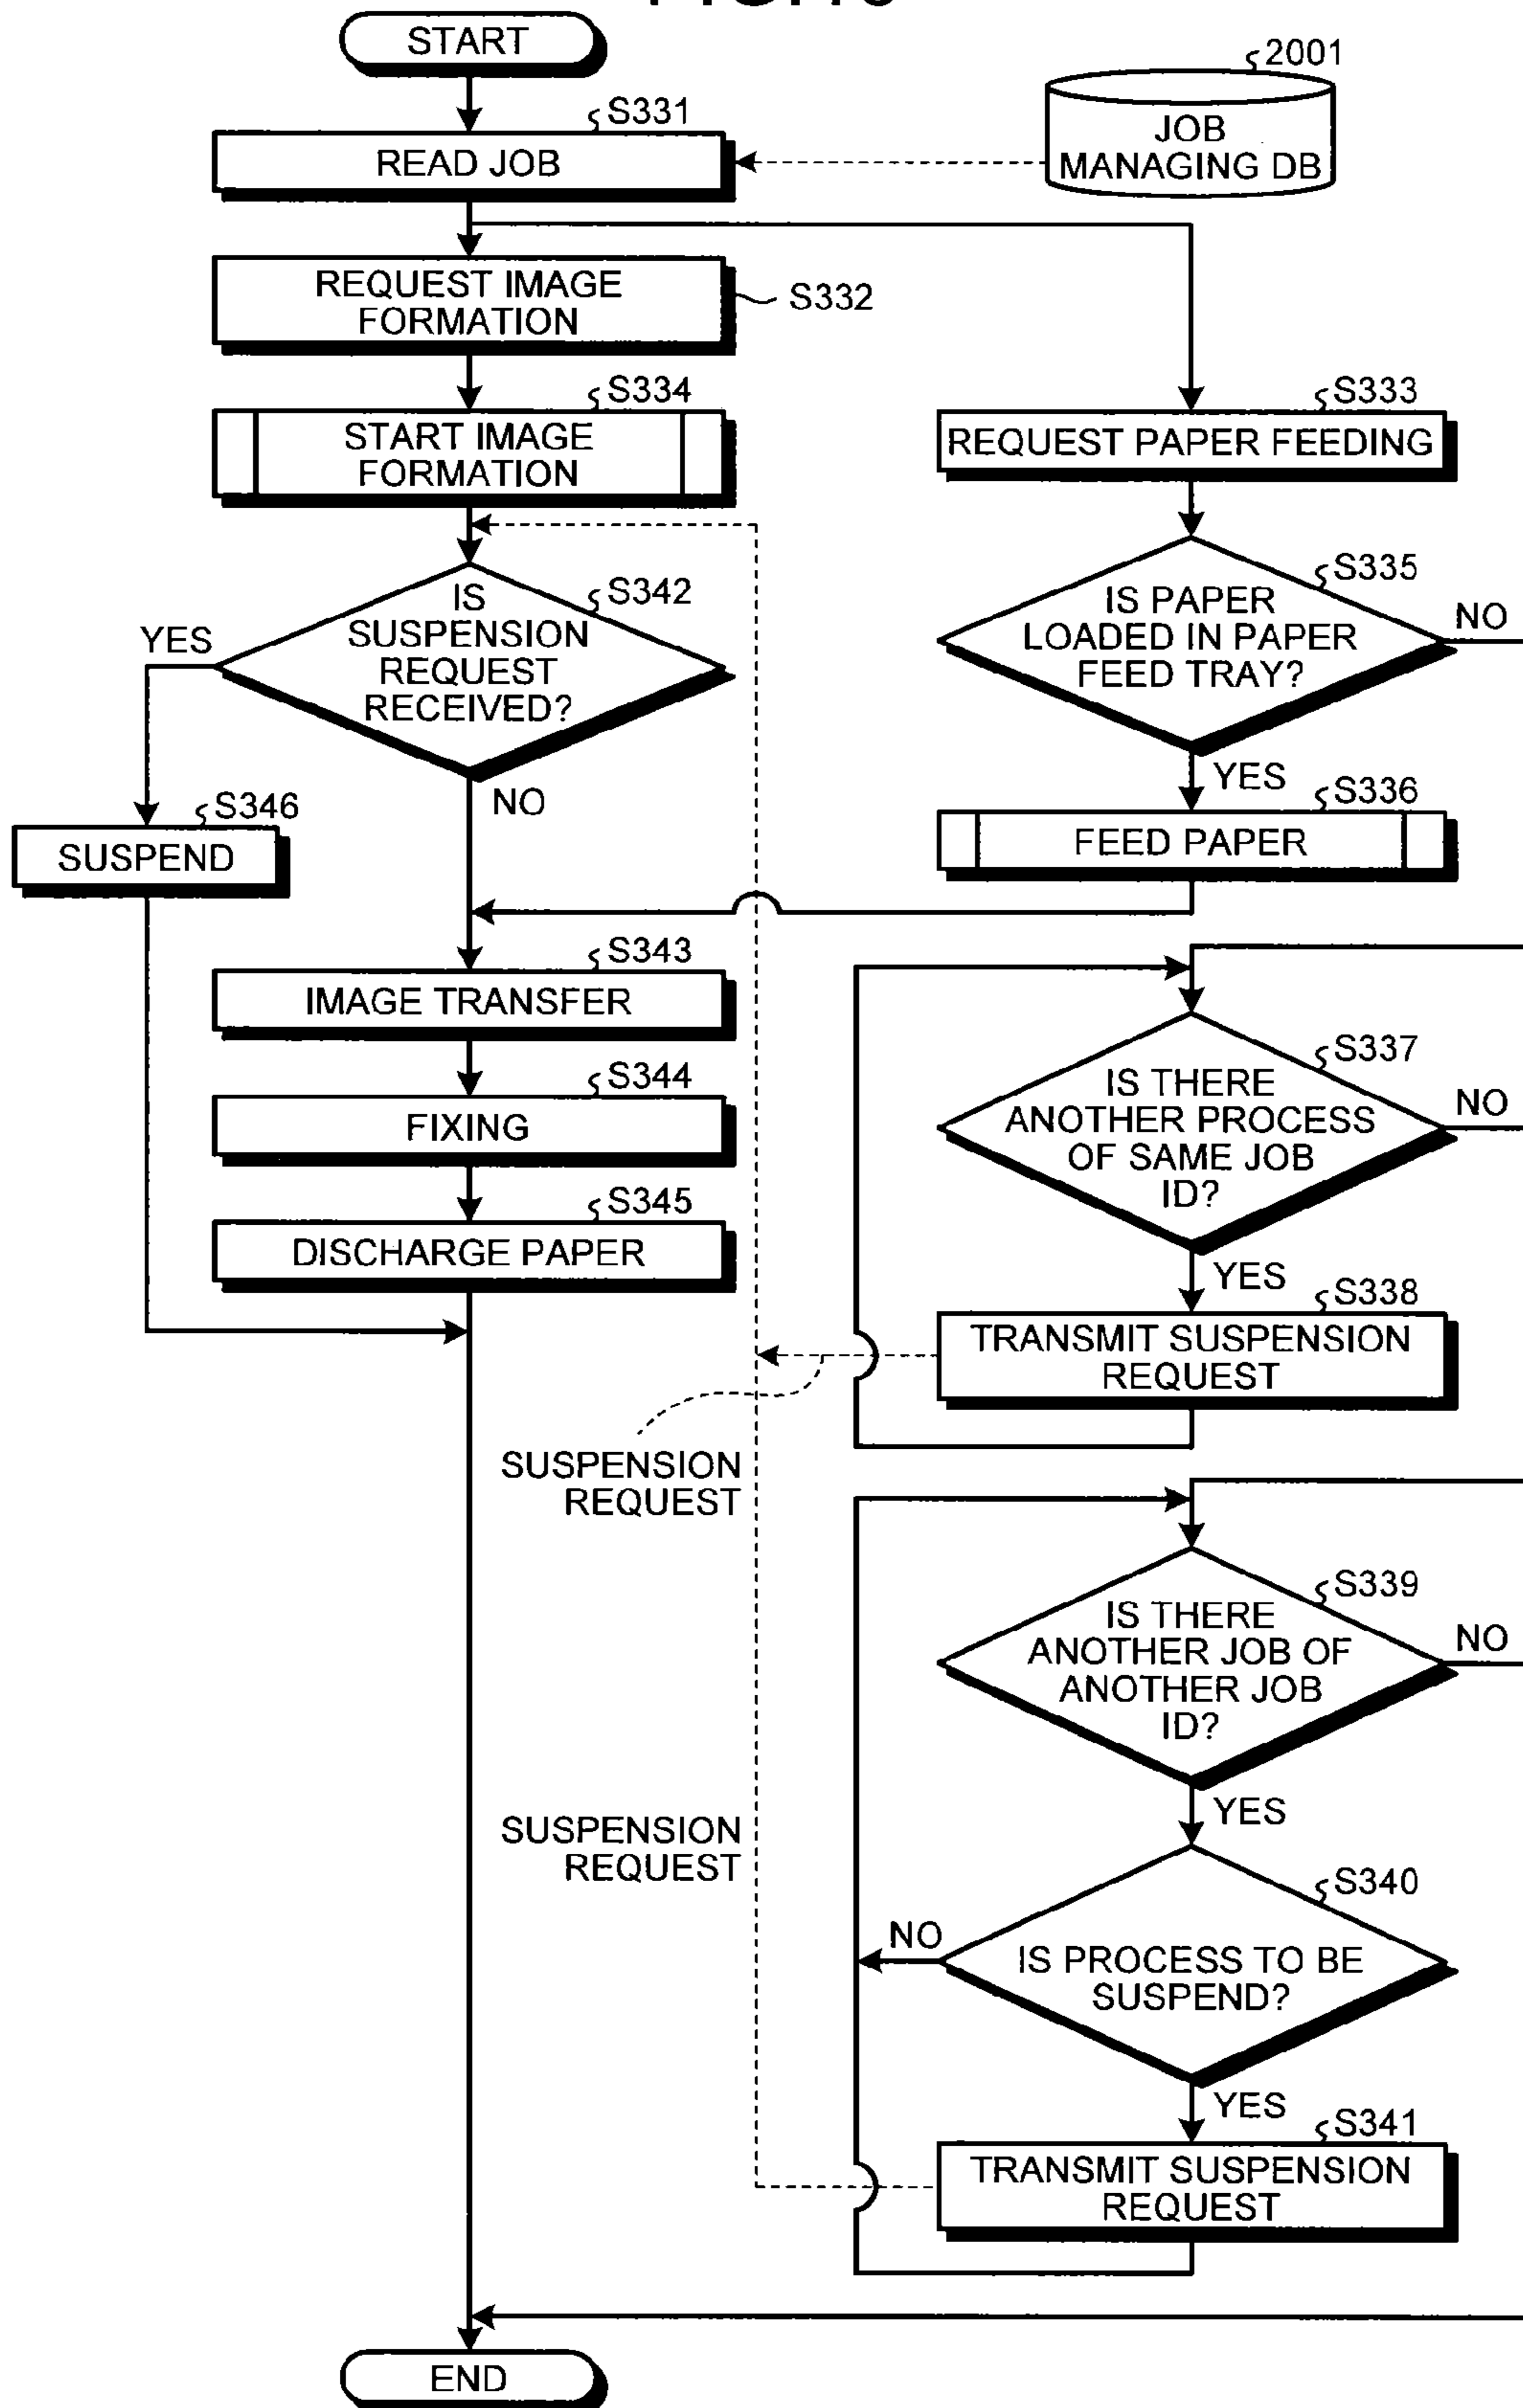 START
2001
JOB
MANAGING DB
S331
READ JOB
REQUEST IMAGE
FORMATION
S332
S334
START IMAGE
FORMATION
S333
REQUEST PAPER FEEDING
S342
IS
SUSPENSION
REQUEST
RECEIVED?
YES
NO
S335
IS PAPER
LOADED IN PAPER
FEED TRAY?
NO
YES
S346
SUSPEND
S336
FEED PAPER
S343
IMAGE TRANSFER
S344
FIXING
S345
DISCHARGE PAPER
S337
IS THERE
ANOTHER PROCESS
OF SAME JOB
ID?
NO
YES
S338
TRANSMIT SUSPENSION
REQUEST
SUSPENSION
REQUEST
S339
IS THERE
ANOTHER JOB OF
ANOTHER JOB
ID?
NO
YES
SUSPENSION
REQUEST
S340
IS PROCESS TO BE
SUSPEND?
NO
YES
S341
TRANSMIT SUSPENSION
REQUEST
END